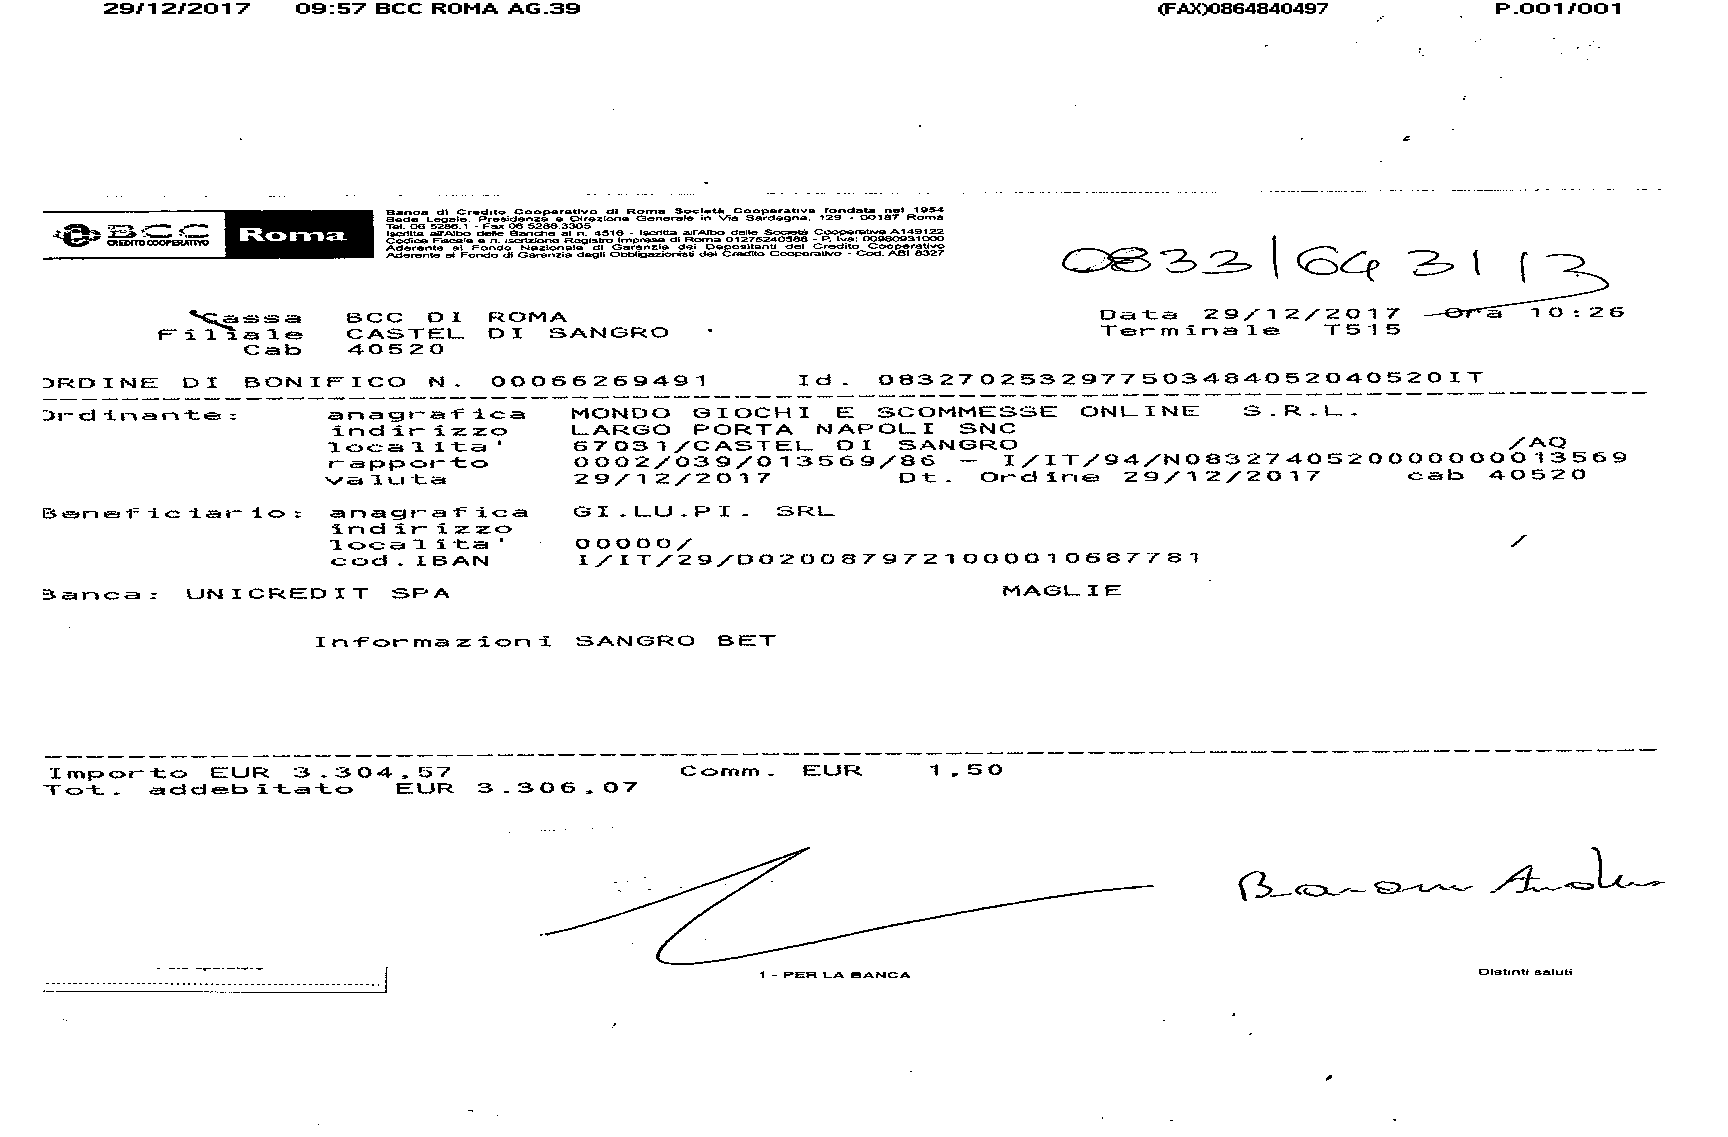 29/12/2017 09:57 BCC ROMA AG.39 (FAX)0864840497 P.001/001
BCC Roma
CREDITO COOPERATIVO
Banca di Credito Cooperativo di Roma Società Cooperativa fondata nel 1954
Sede Legale, Presidenza e Direzione Generale in Via Sardegna, 129 - 00187 Roma
Tel. 06 5286.1 - Fax 06 5286.3305
Iscritta all'Albo delle Banche al n. 4516 - Iscritta all'Albo delle Società Cooperative A149122
Codice Fiscale e n. iscrizione Registro Imprese di Roma 01275240586 - P. Iva: 00980931000
Aderente al Fondo Nazionale di Garanzia dei Depositanti del Credito Cooperativo
Aderente al Fondo di Garanzia degli Obbligazionisti del Credito Cooperativo - Cod. ABI 8327
0833/643113
Cassa BCC DI ROMA Data 29/12/2017 Ora 10:26
Filiale CASTEL DI SANGRO Terminale T515
Cab 40520
ORDINE DI BONIFICO N. 00066269491 Id. 0832702532977503484052040520IT
Ordinante: anagrafica MONDO GIOCHI E SCOMMESSE ONLINE S.R.L.
indirizzo LARGO PORTA NAPOLI SNC
localita' 67031/CASTEL DI SANGRO /AQ
rapporto 0002/039/013569/86 - I/IT/94/N0832740520000000013569
valuta 29/12/2017 Dt. Ordine 29/12/2017 cab 40520
Beneficiario: anagrafica GI.LU.PI. SRL
indirizzo
localita' 00000/ /
cod.IBAN I/IT/29/D0200879721000010687781
Banca: UNICREDIT SPA MAGLIE
Informazioni SANGRO BET
Importo EUR 3.304,57 Comm. EUR 1,50
Tot. addebitato EUR 3.306,07
1 - PER LA BANCA Distinti saluti